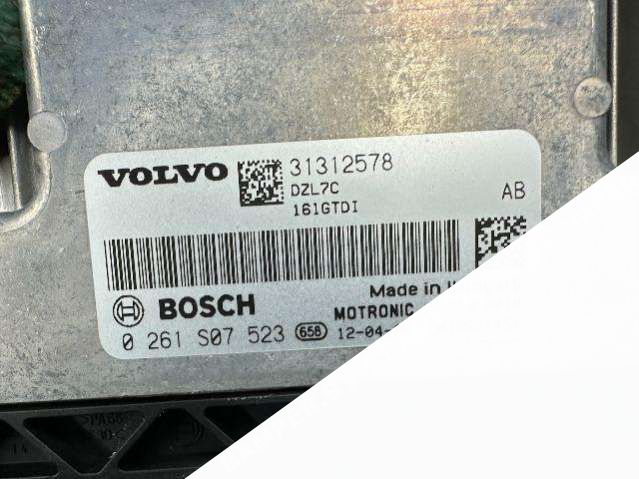 VOLVO 31312578
DZL7C AB
161GTDI
Made in
BOSCH MOTRONIC
0 261 S07 523 658 12-04-